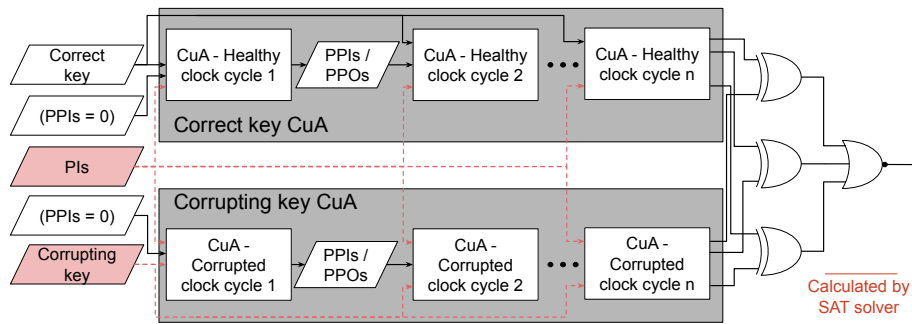 Correct
key
(PPIs = 0)
PIs
(PPIs = 0)
Corrupting
key
CuA - Healthy
clock cycle 1
PPIs /
PPOs
CuA - Healthy
clock cycle 2
CuA - Healthy
clock cycle n
Correct key CuA
Corrupting key CuA
CuA -
Corrupted
clock cycle 1
PPIs /
PPOs
CuA -
Corrupted
clock cycle 2
CuA -
Corrupted
clock cycle n
Calculated by
SAT solver